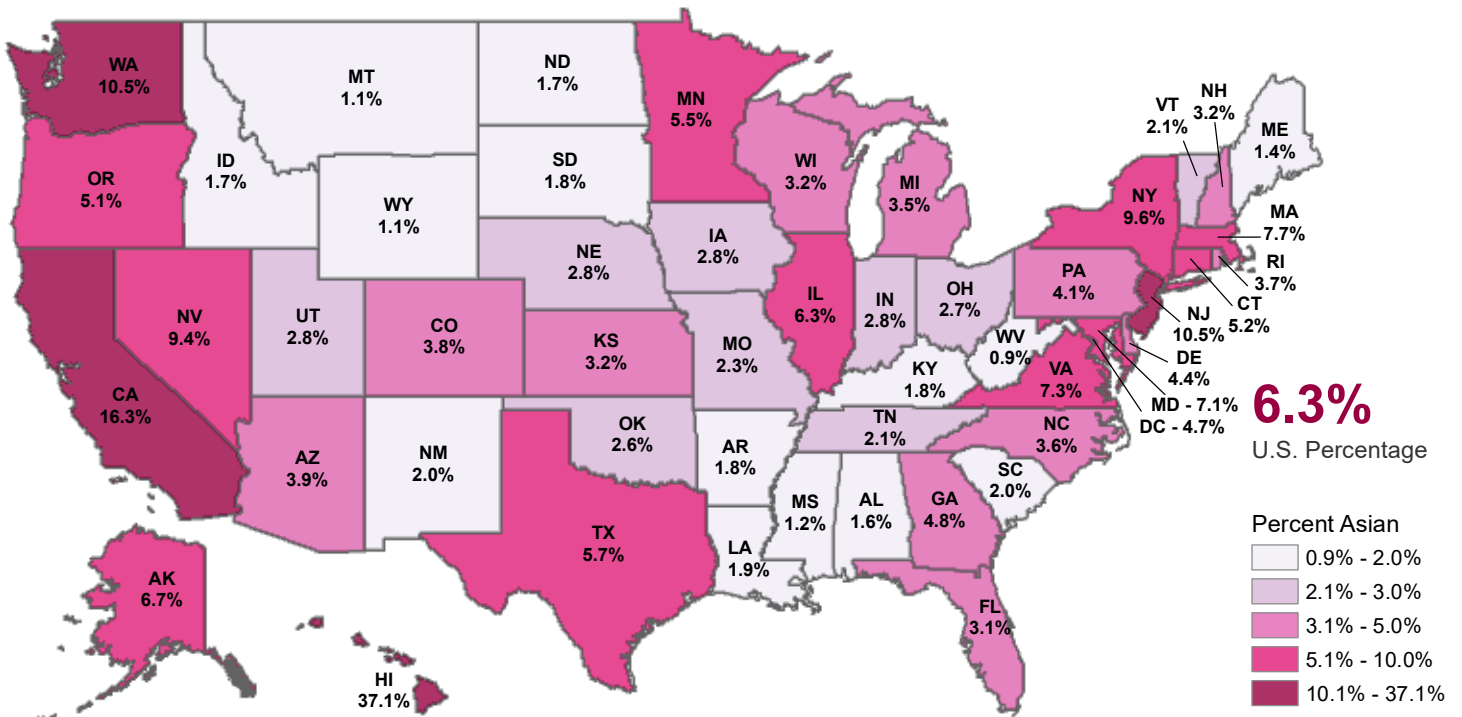 WA
10.5%
MT
1.1%
ND
1.7%
MN
5.5%
VT
2.1%
NH
3.2%
ME
1.4%
OR
5.1%
ID
1.7%
SD
1.8%
WI
3.2%
MI
3.5%
NY
9.6%
MA
7.7%
WY
1.1%
NE
2.8%
IA
2.8%
PA
4.1%
RI
3.7%
NV
9.4%
UT
2.8%
CO
3.8%
KS
3.2%
MO
2.3%
IL
6.3%
IN
2.8%
OH
2.7%
CT
5.2%
NJ
10.5%
WV
0.9%
DE
4.4%
CA
16.3%
KY
1.8%
VA
7.3%
MD - 7.1%
DC - 4.7%
AZ
3.9%
NM
2.0%
OK
2.6%
AR
1.8%
TN
2.1%
NC
3.6%
SC
2.0%
MS
1.2%
AL
1.6%
GA
4.8%
TX
5.7%
LA
1.9%
FL
3.1%
AK
6.7%
HI
37.1%
6.3%
U.S. Percentage
Percent Asian
0.9% - 2.0%
2.1% - 3.0%
3.1% - 5.0%
5.1% - 10.0%
10.1% - 37.1%